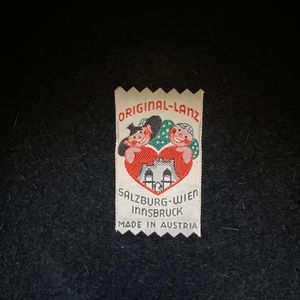 ORIGINAL-LANZ
SALZBURG-WIEN
INNSBRUCK
MADE IN AUSTRIA